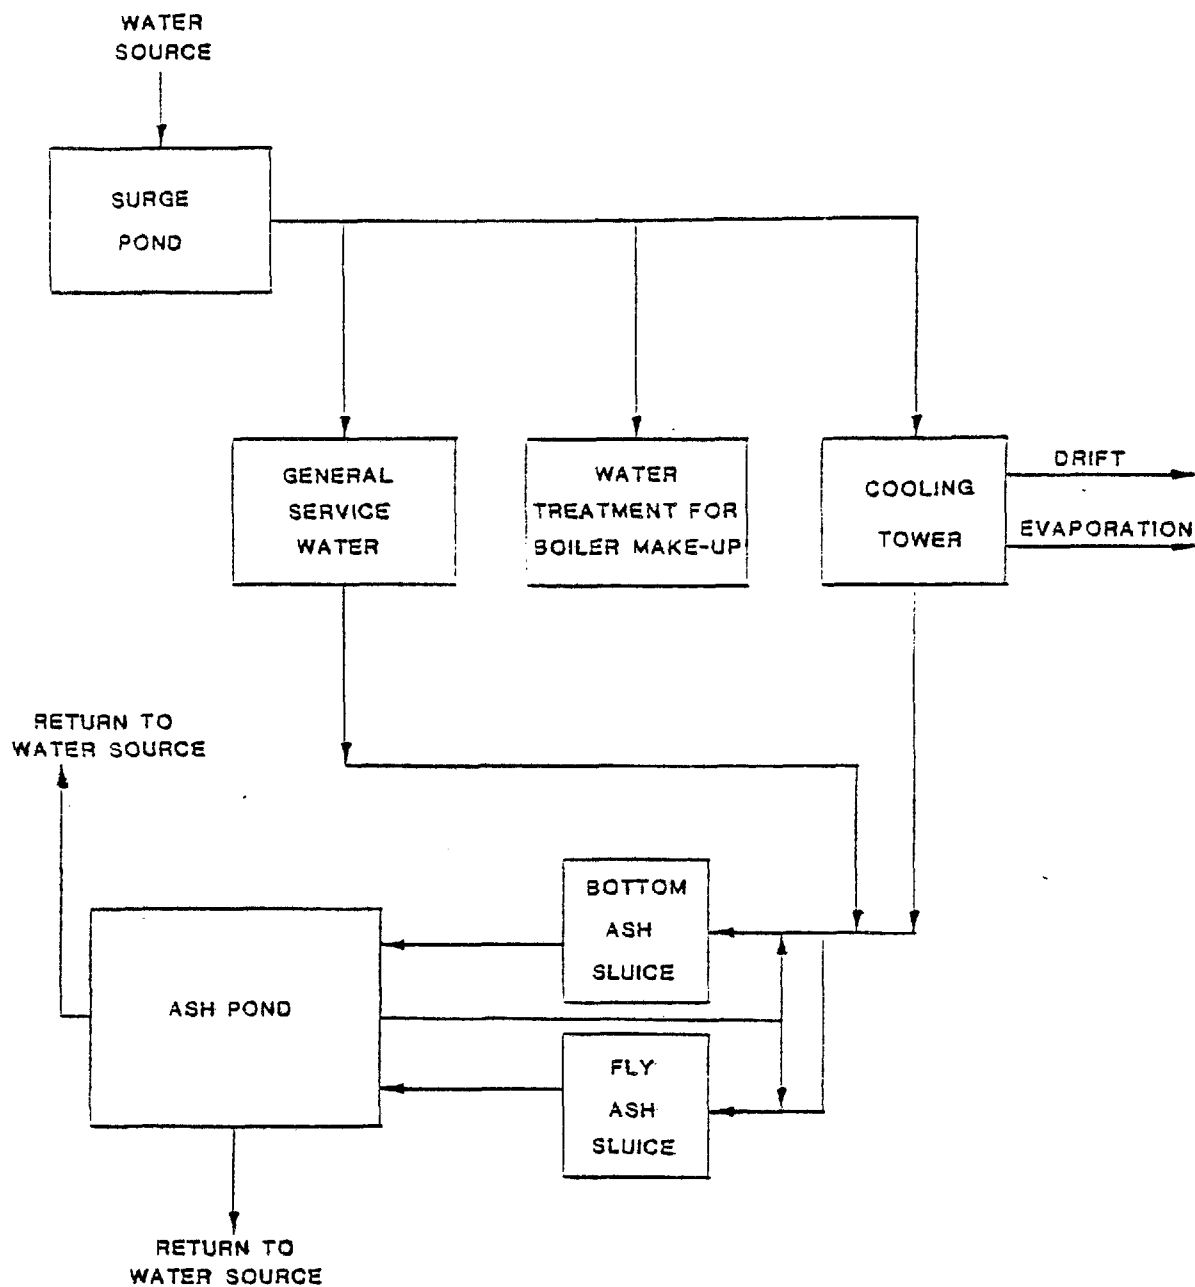 WATER
SOURCE
SURGE
POND
GENERAL
SERVICE
WATER
WATER
TREATMENT FOR
BOILER MAKE-UP
COOLING
TOWER
DRIFT
EVAPORATION
RETURN TO
WATER SOURCE
BOTTOM
ASH
SLUICE
ASH POND
FLY
ASH
SLUICE
RETURN TO
WATER SOURCE